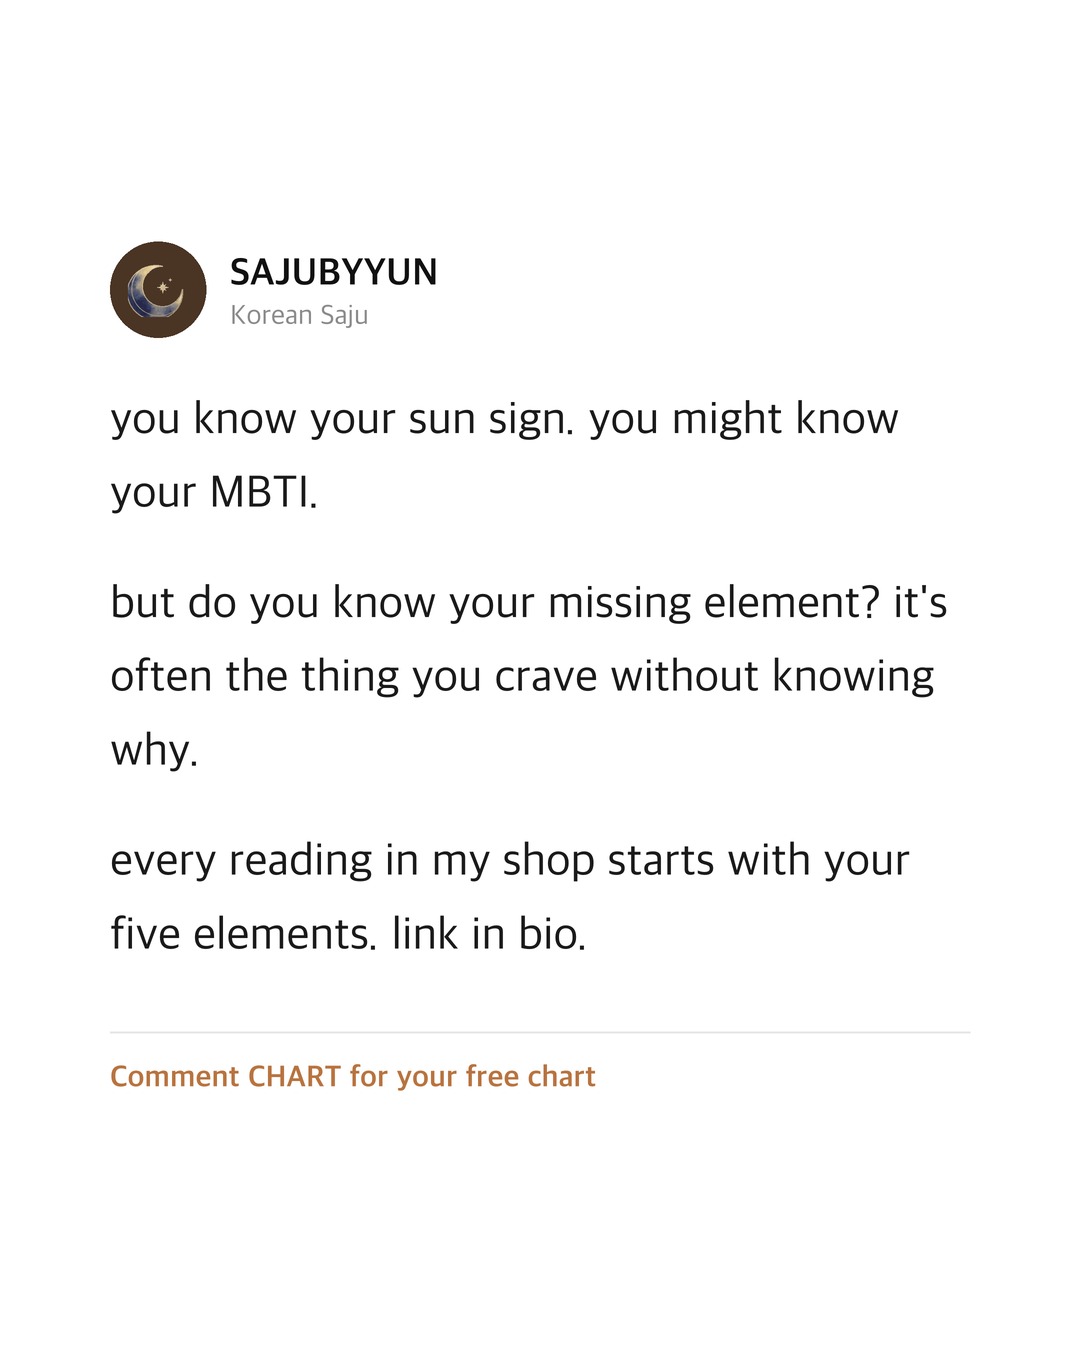 SAJUBYYUN
Korean Saju
you know your sun sign. you might know
your MBTI.
but do you know your missing element? it's
often the thing you crave without knowing
why.
every reading in my shop starts with your
five elements. link in bio.
Comment CHART for your free chart